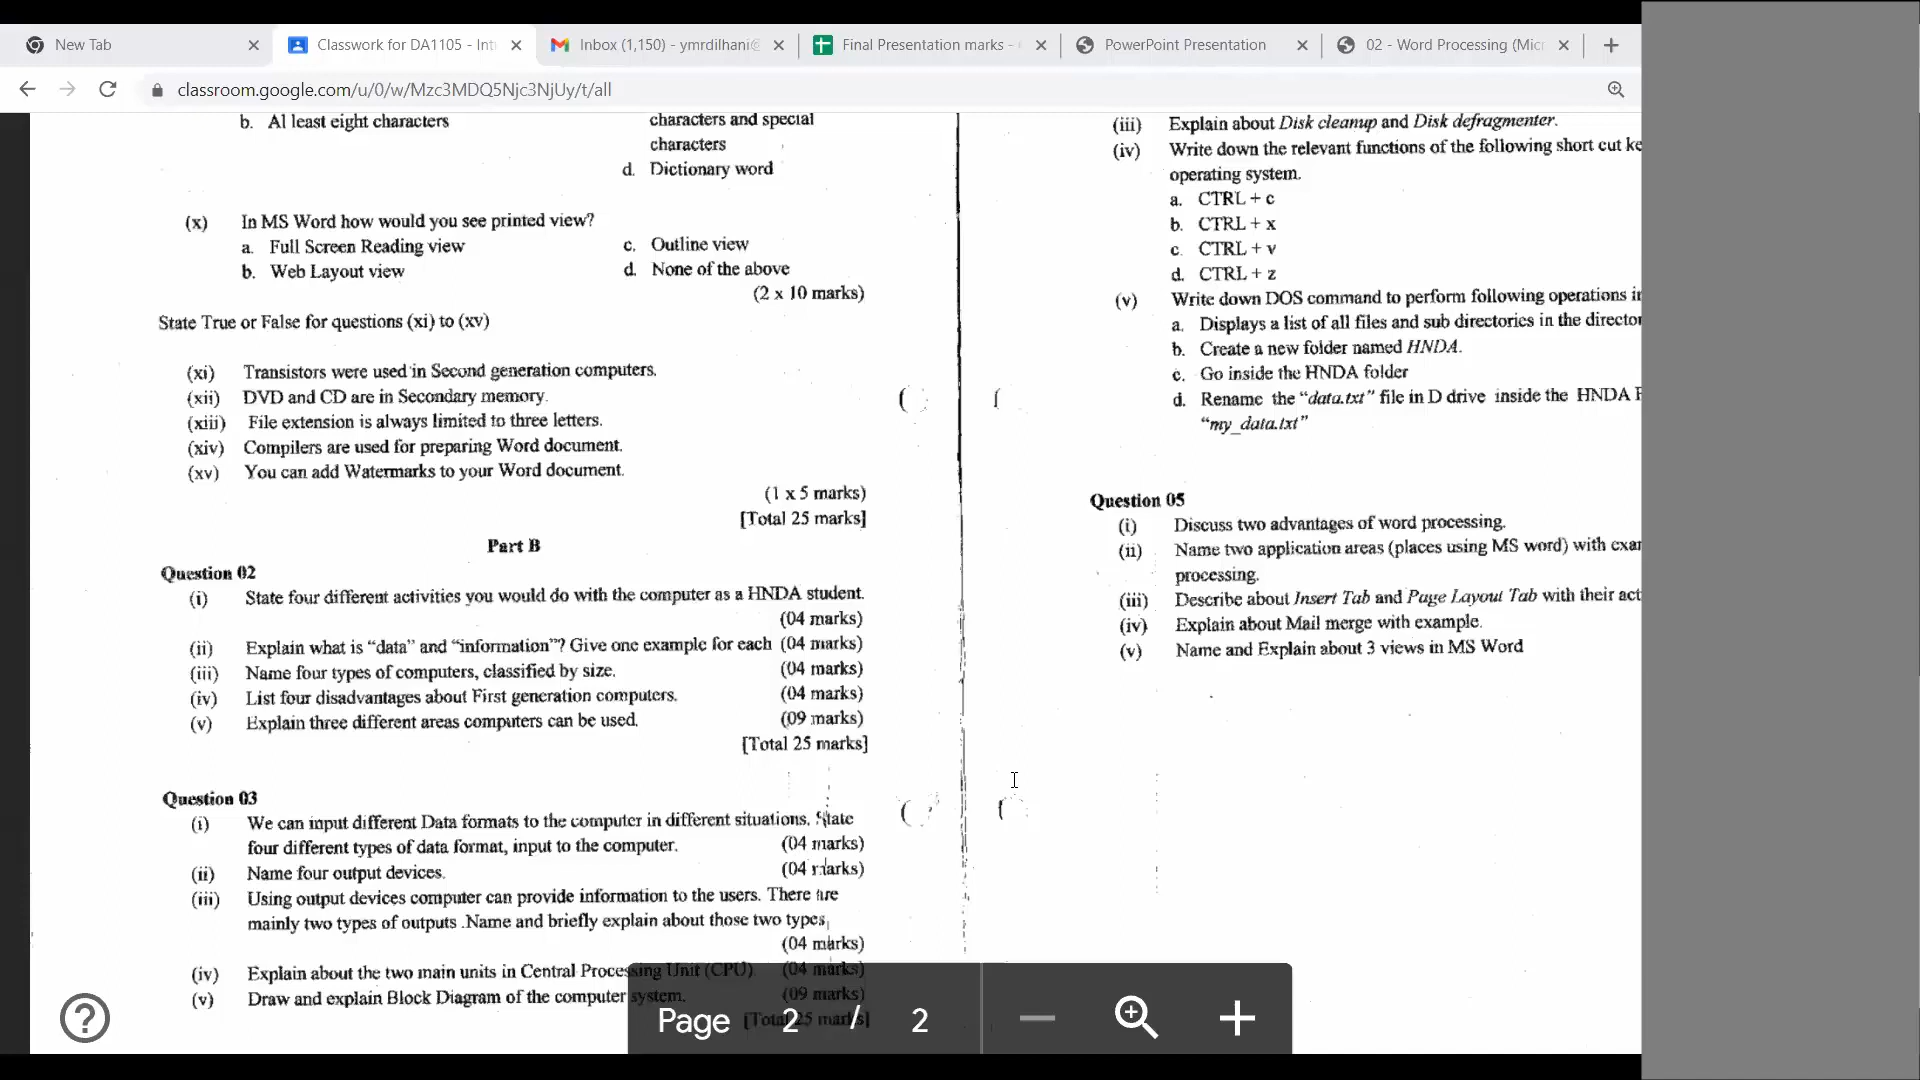 New Tab
Classwork for DA1105 - Int
Inbox (1,150) - ymrdilhani@
Final Presentation marks -
PowerPoint Presentation
02 - Word Processing (Mic
classroom.google.com/u/0/w/Mzc3MDQ5Njc3NjUy/t/all
b. Al least eight characters
characters and special
characters
d. Dictionary word
(x) In MS Word how would you see printed view?
a. Full Screen Reading view
c. Outline view
b. Web Layout view
d. None of the above
(2 x 10 marks)
State True or False for questions (xi) to (xv)
(xi) Transistors were used in Second generation computers.
(xii) DVD and CD are in Secondary memory.
(xiii) File extension is always limited to three letters.
(xiv) Compilers are used for preparing Word document.
(xv) You can add Watermarks to your Word document.
(1 x 5 marks)
[Total 25 marks]
Part B
Question 02
(i) State four different activities you would do with the computer as a HNDA student.
(04 marks)
(ii) Explain what is “data” and “information”? Give one example for each (04 marks)
(iii) Name four types of computers, classified by size. (04 marks)
(iv) List four disadvantages about First generation computers. (04 marks)
(v) Explain three different areas computers can be used. (09 marks)
[Total 25 marks]
Question 03
(i) We can input different Data formats to the computer in different situations. State
four different types of data format, input to the computer. (04 marks)
(ii) Name four output devices. (04 marks)
(iii) Using output devices computer can provide information to the users. There are
mainly two types of outputs .Name and briefly explain about those two types
(04 marks)
(iv) Explain about the two main units in Central Processing Unit (CPU) (04 marks)
(v) Draw and explain Block Diagram of the computer system. (09 marks)
[Total 25 marks]
(iii) Explain about Disk cleanup and Disk defragmenter.
(iv) Write down the relevant functions of the following short cut ke
operating system.
a. CTRL + c
b. CTRL + x
c. CTRL + v
d. CTRL + z
(v) Write down DOS command to perform following operations in
a. Displays a list of all files and sub directories in the director
b. Create a new folder named HNDA.
c. Go inside the HNDA folder
d. Rename the “data.txt” file in D drive inside the HNDA F
“my_data.txt”
Question 05
(i) Discuss two advantages of word processing.
(ii) Name two application areas (places using MS word) with exam
processing.
(iii) Describe about Insert Tab and Page Layout Tab with their act
(iv) Explain about Mail merge with example.
(v) Name and Explain about 3 views in MS Word
Page 2 / 2